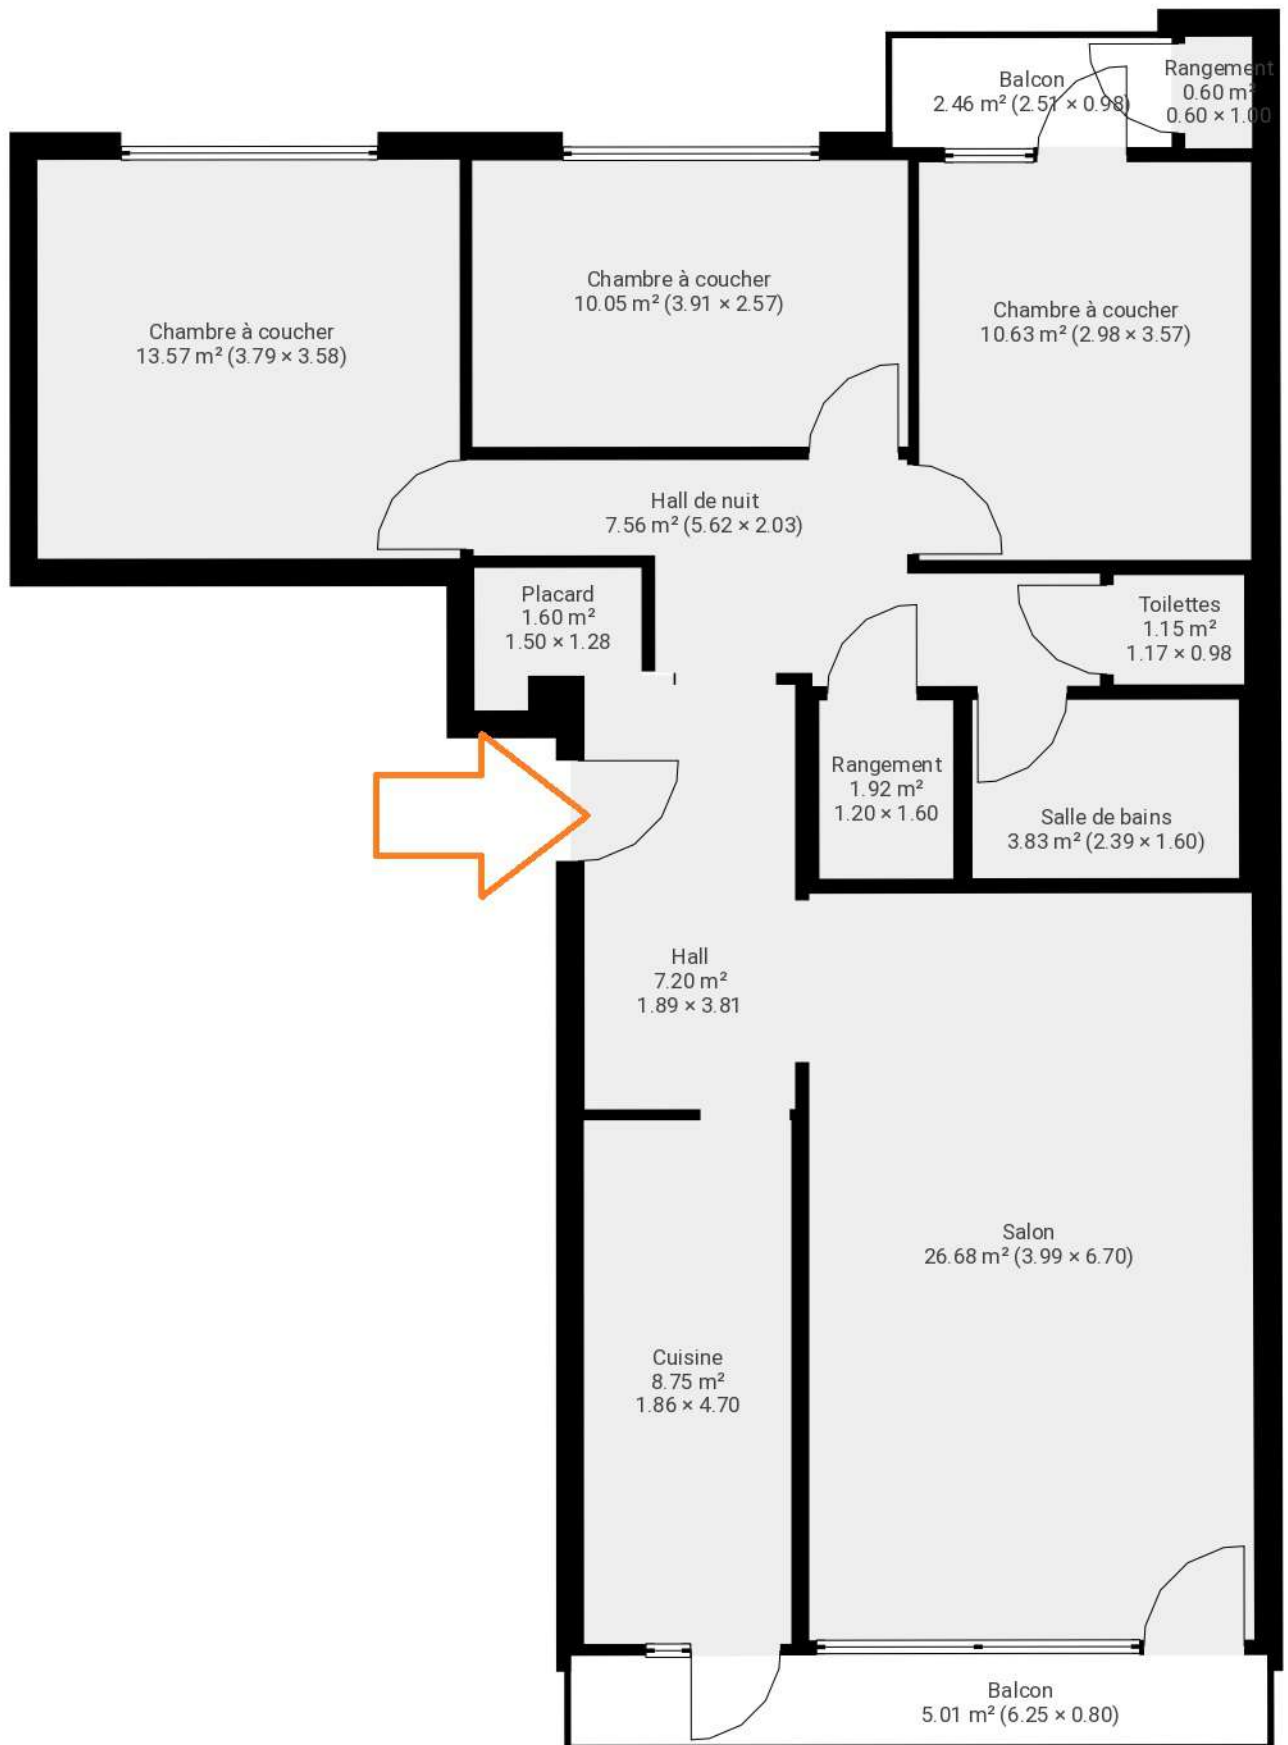 Balcon
2.46 m² (2.51 × 0.98)
Rangement
0.60 m²
0.60 × 1.00
Chambre à coucher
13.57 m² (3.79 × 3.58)
Chambre à coucher
10.05 m² (3.91 × 2.57)
Chambre à coucher
10.63 m² (2.98 × 3.57)
Hall de nuit
7.56 m² (5.62 × 2.03)
Placard
1.60 m²
1.50 × 1.28
Toilettes
1.15 m²
1.17 × 0.98
Rangement
1.92 m²
1.20 × 1.60
Salle de bains
3.83 m² (2.39 × 1.60)
Hall
7.20 m²
1.89 × 3.81
Salon
26.68 m² (3.99 × 6.70)
Cuisine
8.75 m²
1.86 × 4.70
Balcon
5.01 m² (6.25 × 0.80)